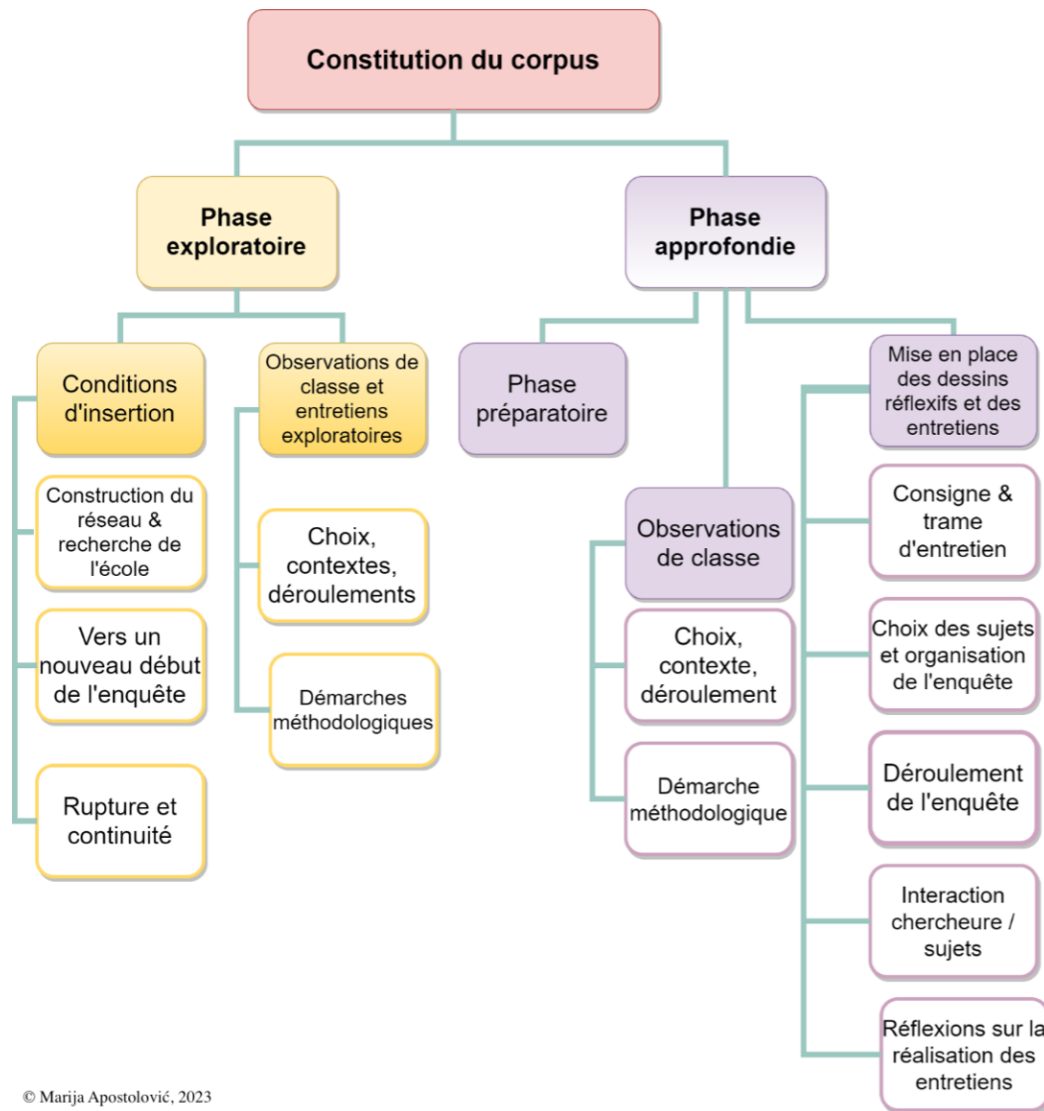 Constitution du corpus
Phase
exploratoire
Phase
approfondie
Conditions
d'insertion
Construction du
réseau &
recherche de
l'école
Vers un
nouveau début
de l'enquête
Rupture et
continuité
Observations de
classe et
entretiens
exploratoires
Choix,
contextes,
déroulements
Démarches
méthodologiques
Phase
préparatoire
Observations
de classe
Choix,
contexte,
déroulement
Démarche
méthodologique
Mise en place
des dessins
réflexifs et des
entretiens
Consigne &
trame
d'entretien
Choix des sujets
et organisation
de l'enquête
Déroulement
de l'enquête
Interaction
chercheure /
sujets
Réflexions sur la
réalisation des
entretiens
© Marija Apostolović, 2023